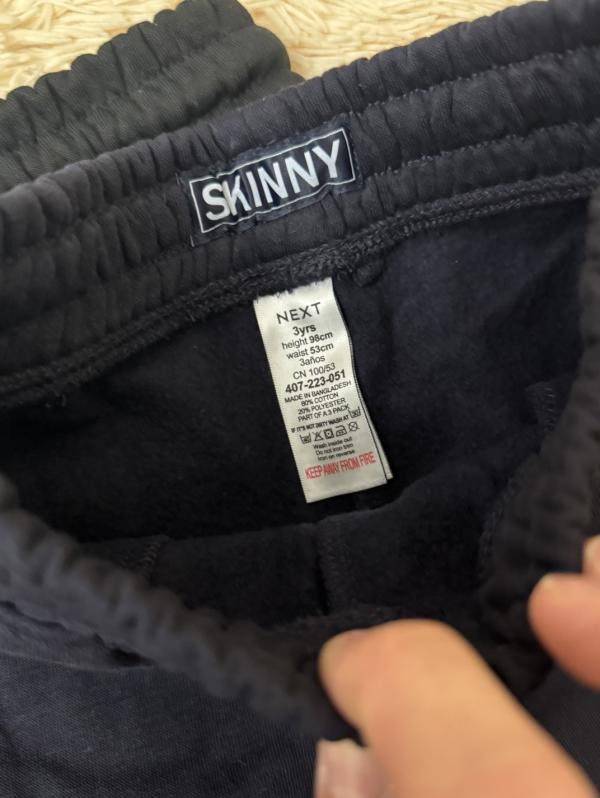 SKINNY
NEXT
3yrs
height 98cm
waist 53cm
3años
CN 100/53
407-223-051
MADE IN BANGLADESH
80% COTTON
20% POLYESTER
PART OF A 3 PACK
IF IT'S NOT DIRTY WASH AT
Wash inside out
Do not iron trim
Iron on reverse
KEEP AWAY FROM FIRE